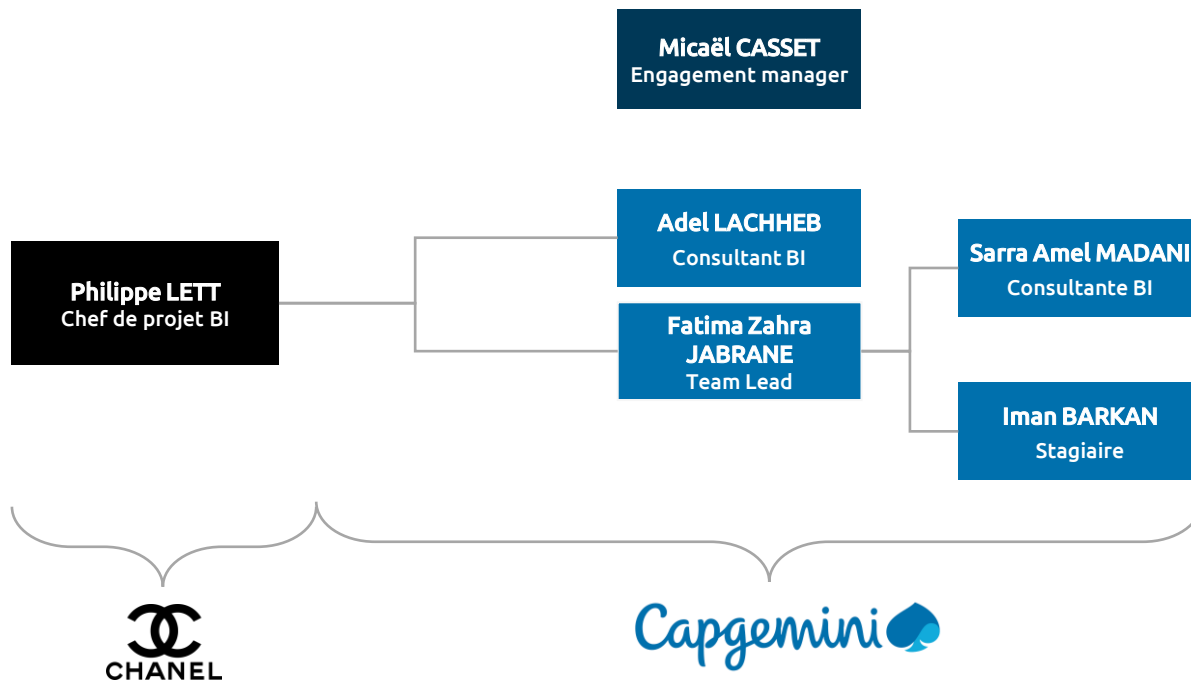 Micaël CASSET
Engagement manager
Adel LACHHEB
Consultant BI
Sarra Amel MADANI
Consultante BI
Philippe LETT
Chef de projet BI
Fatima Zahra
JABRANE
Team Lead
Iman BARKAN
Stagiaire
CHANEL
Capgemini